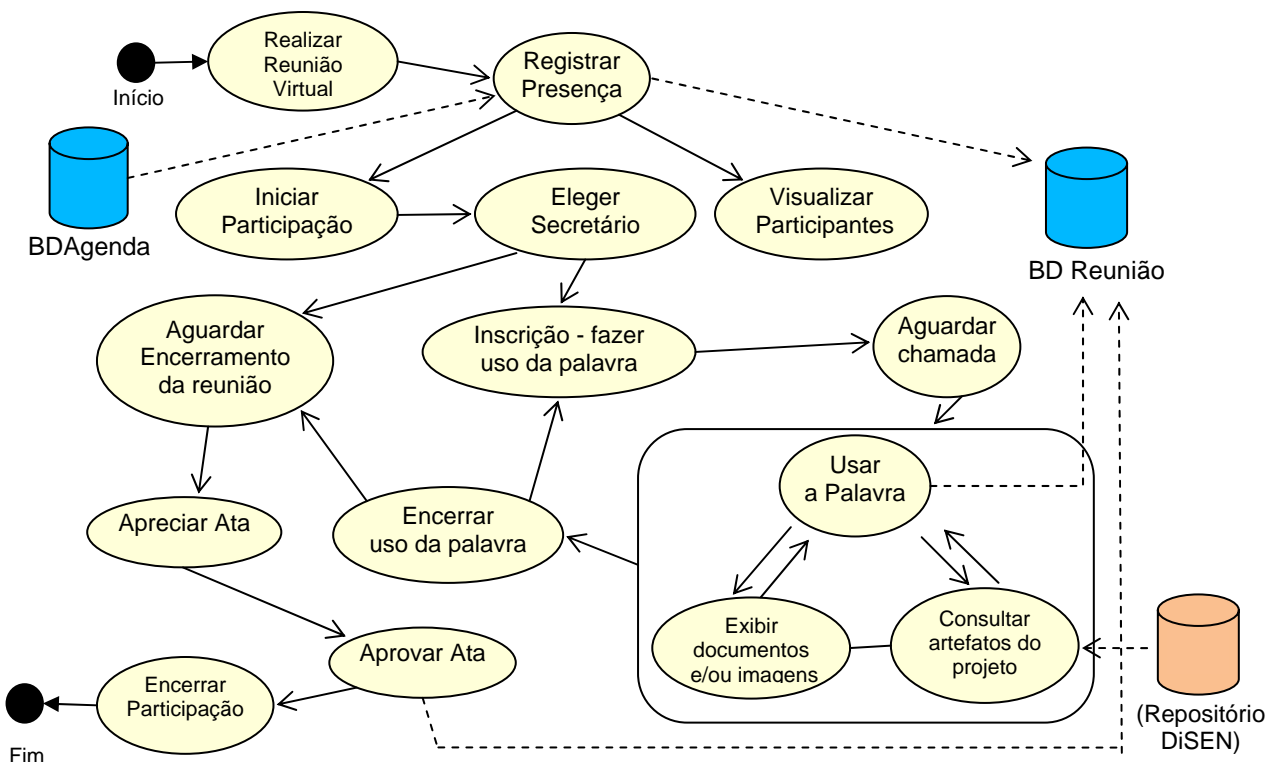 Realizar
Reunião
Virtual
Registrar
Presença
Início
BDAgenda
Iniciar
Participação
Eleger
Secretário
Visualizar
Participantes
BD Reunião
Aguardar
Encerramento
da reunião
Inscrição - fazer
uso da palavra
Aguardar
chamada
Usar
a Palavra
Apreciar Ata
Encerrar
uso da palavra
Exibir
documentos
e/ou imagens
Consultar
artefatos do
projeto
Aprovar Ata
Encerrar
Participação
(Repositório
DiSEN)
Fim